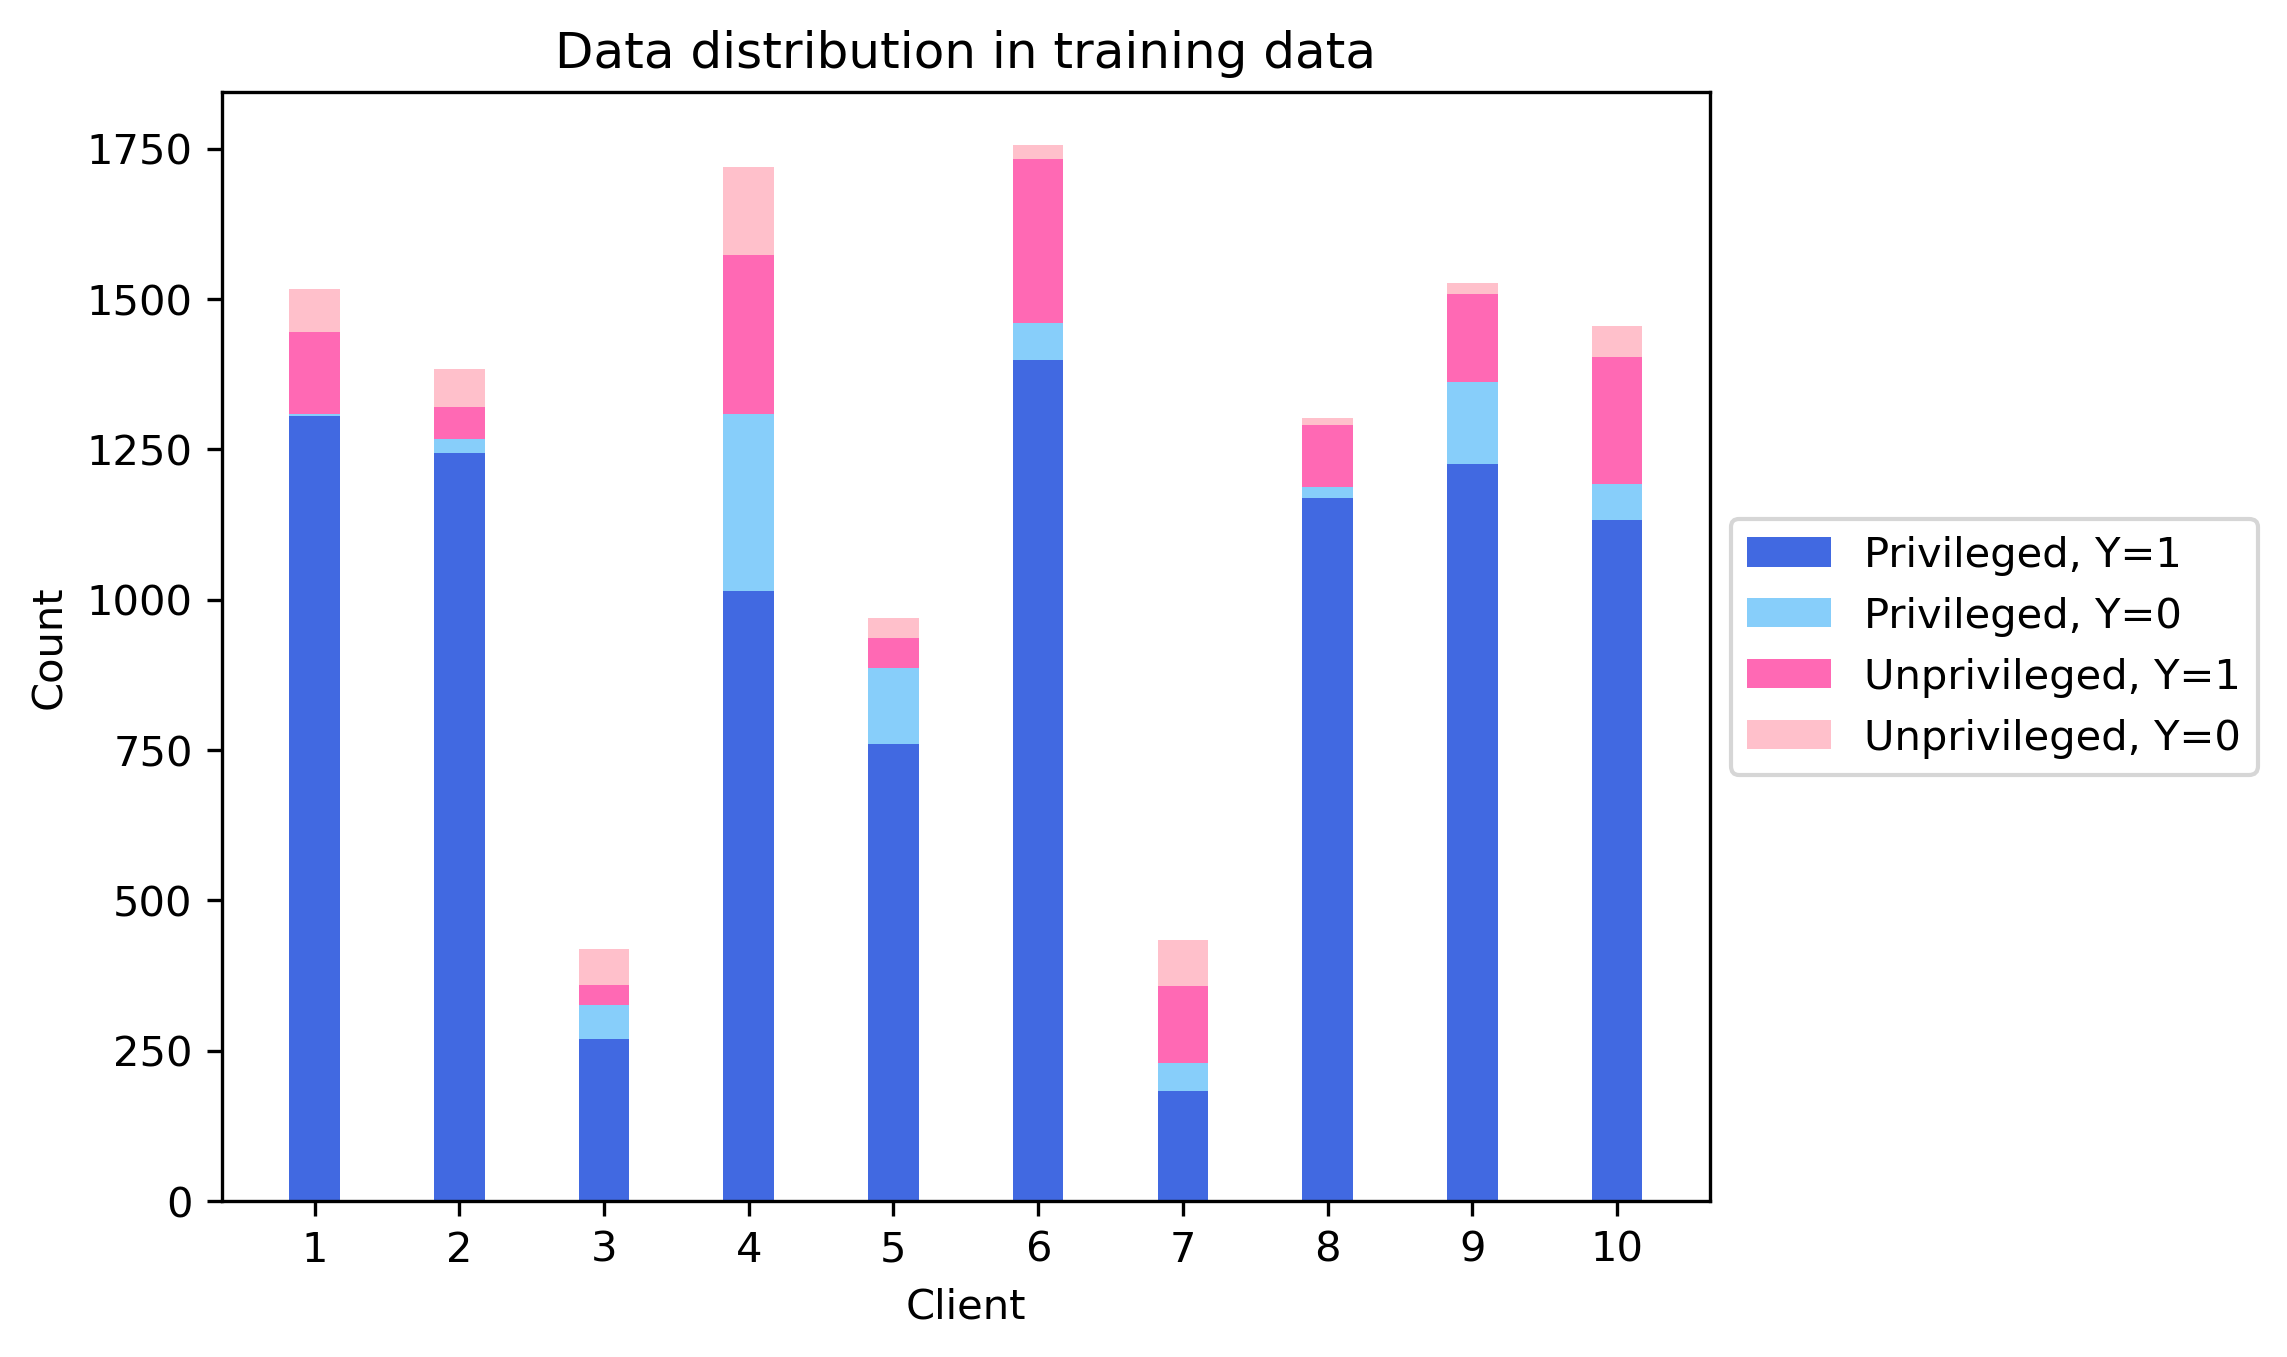 Data distribution in training data
1750
1500
1250
1000
750
500
250
0
Count
1 2 3 4 5 6 7 8 9 10
Client
Privileged, Y=1
Privileged, Y=0
Unprivileged, Y=1
Unprivileged, Y=0